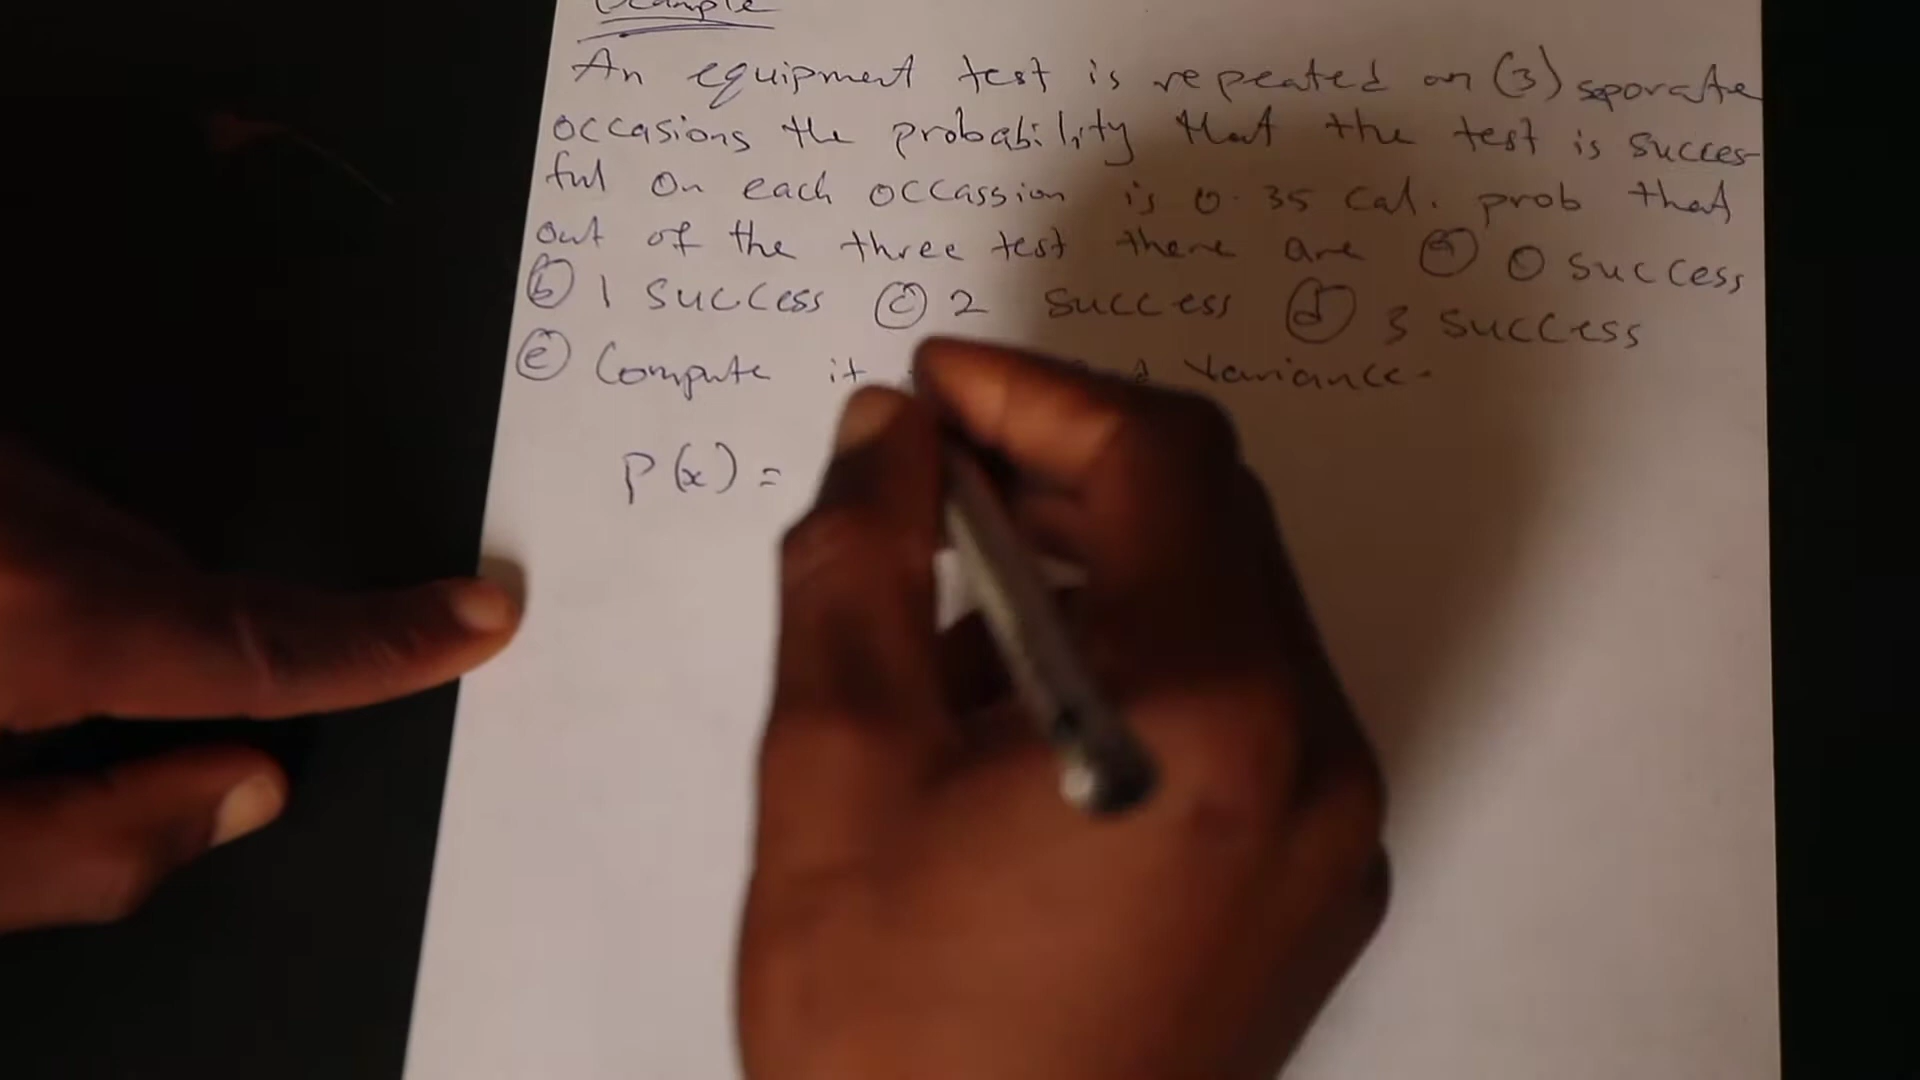 Example
An equipment test is repeated on (3) separate
occasions the probability that the test is succes-
ful on each occassion is 0.35 cal. prob that
out of the three test there are (a) 0 success
(b) 1 success (c) 2 success (d) 3 success
(e) Compute it variance.
P(x) =